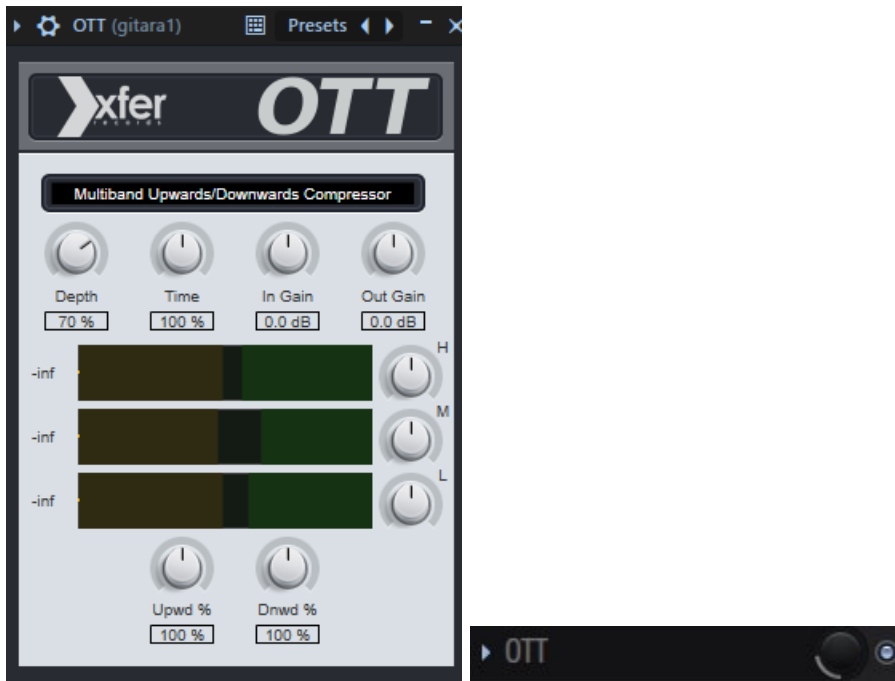 OTT (gitara1) Presets
xfer records OTT
Multiband Upwards/Downwards Compressor
Depth Time In Gain Out Gain
70 % 100 % 0.0 dB 0.0 dB
H
-inf
M
-inf
L
-inf
Upwd % Dnwd %
100 % 100 %
OTT